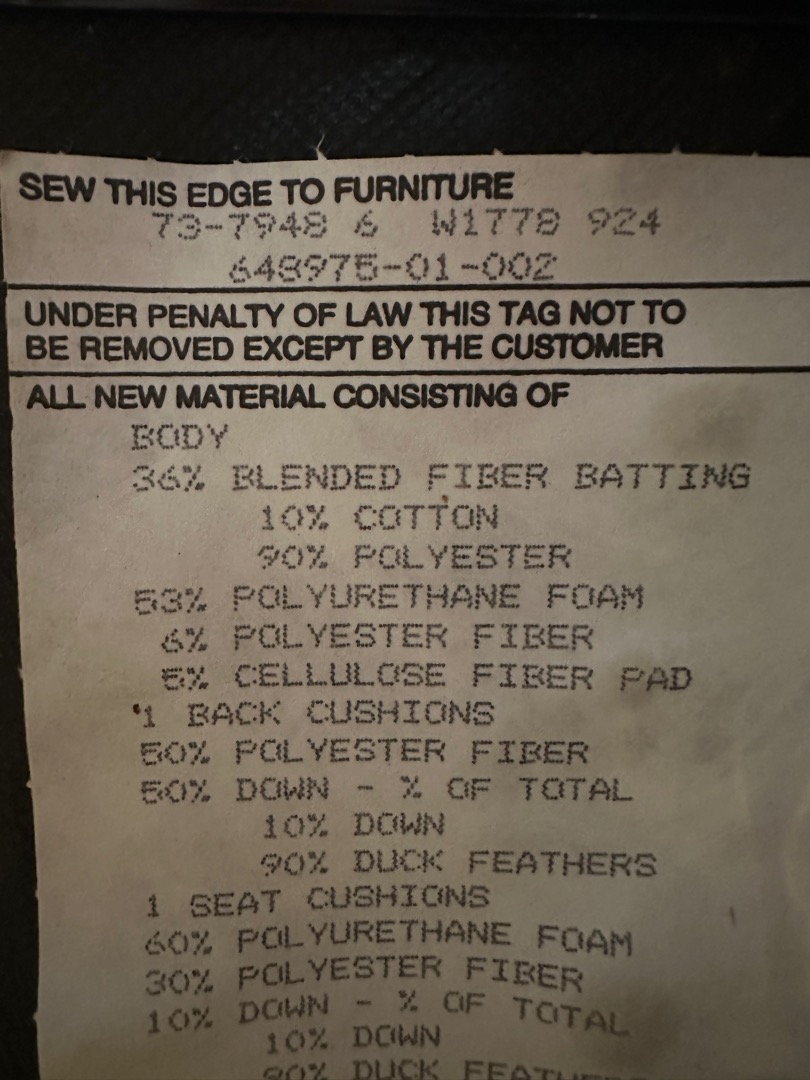 SEW THIS EDGE TO FURNITURE
73-7948 6 W1778 924
648975-01-002
UNDER PENALTY OF LAW THIS TAG NOT TO
BE REMOVED EXCEPT BY THE CUSTOMER
ALL NEW MATERIAL CONSISTING OF
BODY
36% BLENDED FIBER BATTING
10% COTTON
90% POLYESTER
53% POLYURETHANE FOAM
6% POLYESTER FIBER
5% CELLULOSE FIBER PAD
1 BACK CUSHIONS
50% POLYESTER FIBER
50% DOWN - % OF TOTAL
10% DOWN
90% DUCK FEATHERS
1 SEAT CUSHIONS
60% POLYURETHANE FOAM
30% POLYESTER FIBER
10% DOWN - % OF TOTAL
10% DOWN
90% DUCK FEATHERS